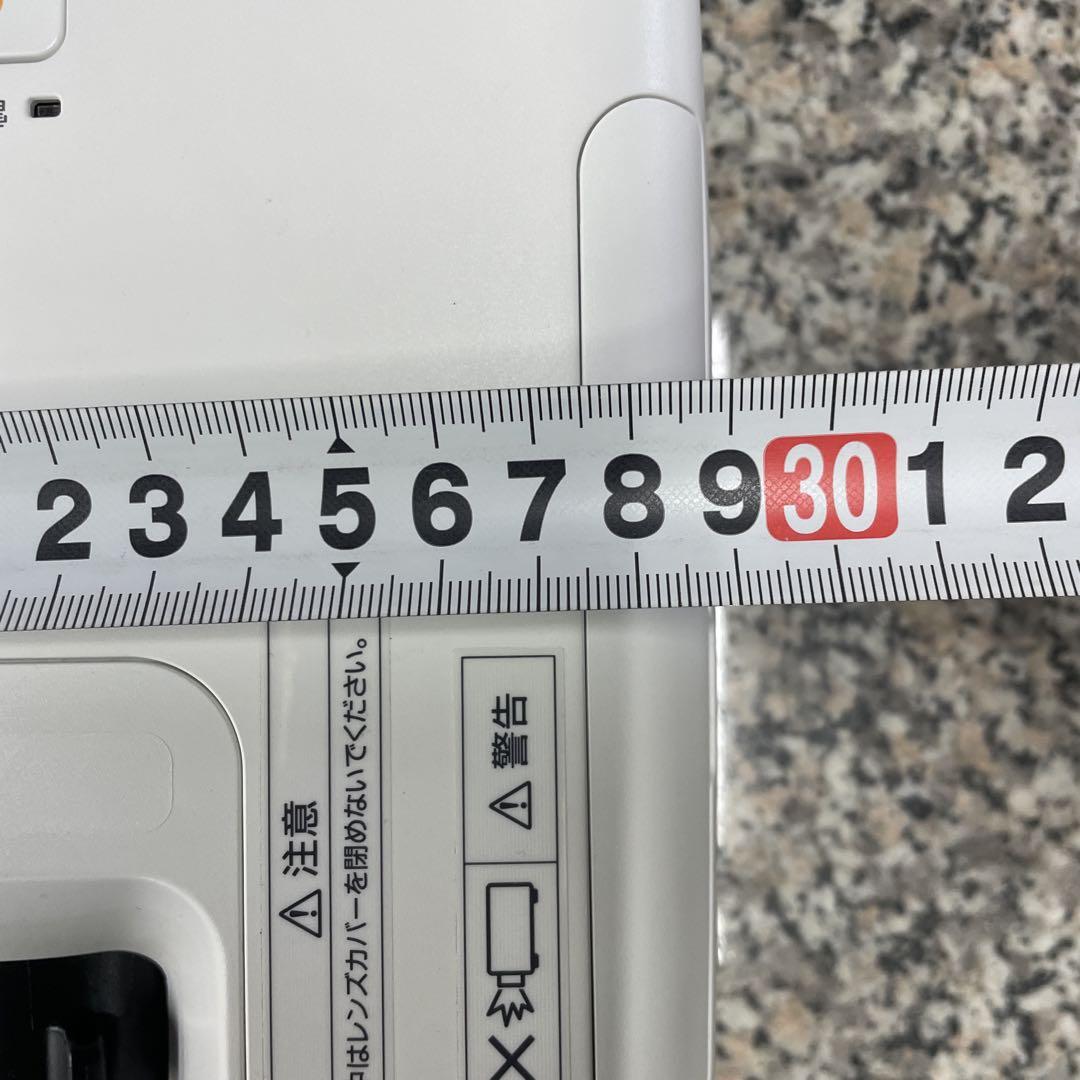 2 3 4 5 6 7 8 9 30 1 2
注意
中はレンズカバーを閉めないでください。
警告